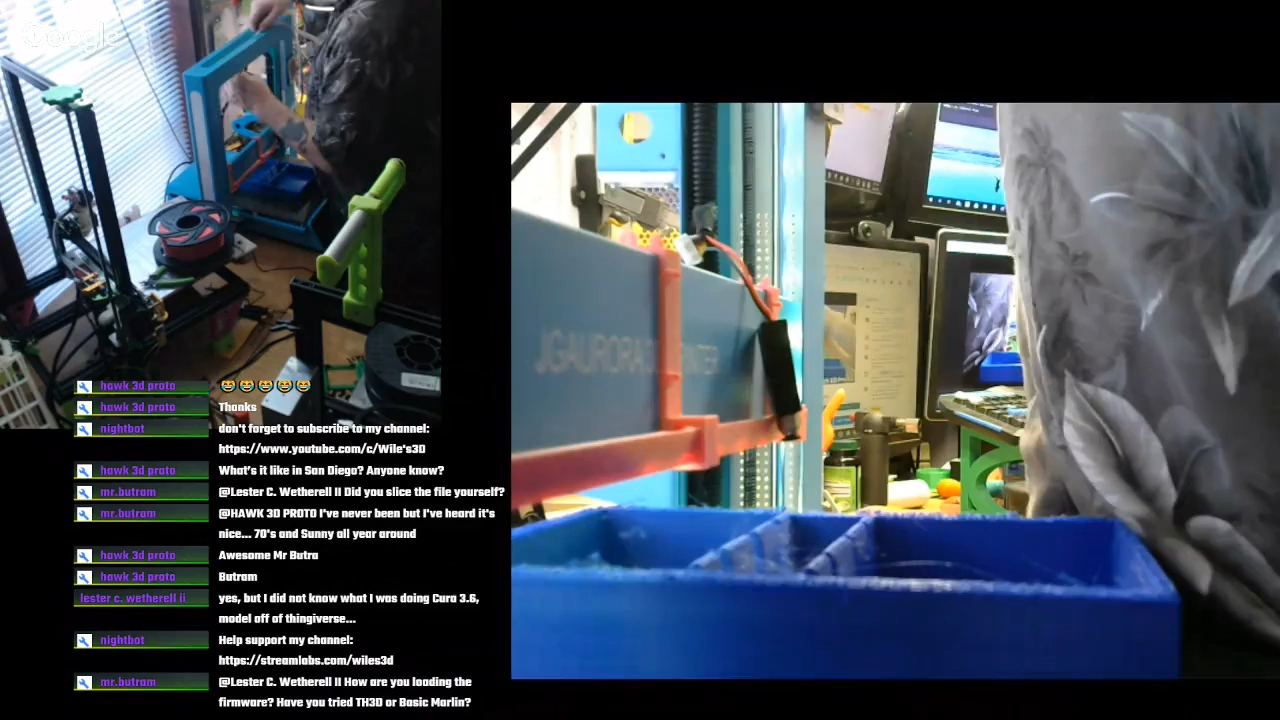 Google
JGAURORA
hawk 3d proto 😆😆😆😆😆
hawk 3d proto Thanks
nightbot don't forget to subscribe to my channel:
https://www.youtube.com/c/Wile's3D
hawk 3d proto What's it like in San Diego? Anyone know?
mr.butram @Lester C. Wetherell II Did you slice the file yourself?
mr.butram @HAWK 3D PROTO I've never been but I've heard it's
nice... 70's and Sunny all year around
hawk 3d proto Awesome Mr Butra
hawk 3d proto Butram
lester c. wetherell ii yes, but I did not know what I was doing Cura 3.6,
model off of thingiverse...
nightbot Help support my channel:
https://streamlabs.com/wiles3d
mr.butram @Lester C. Wetherell II How are you loading the
firmware? Have you tried TH3D or Basic Marlin?